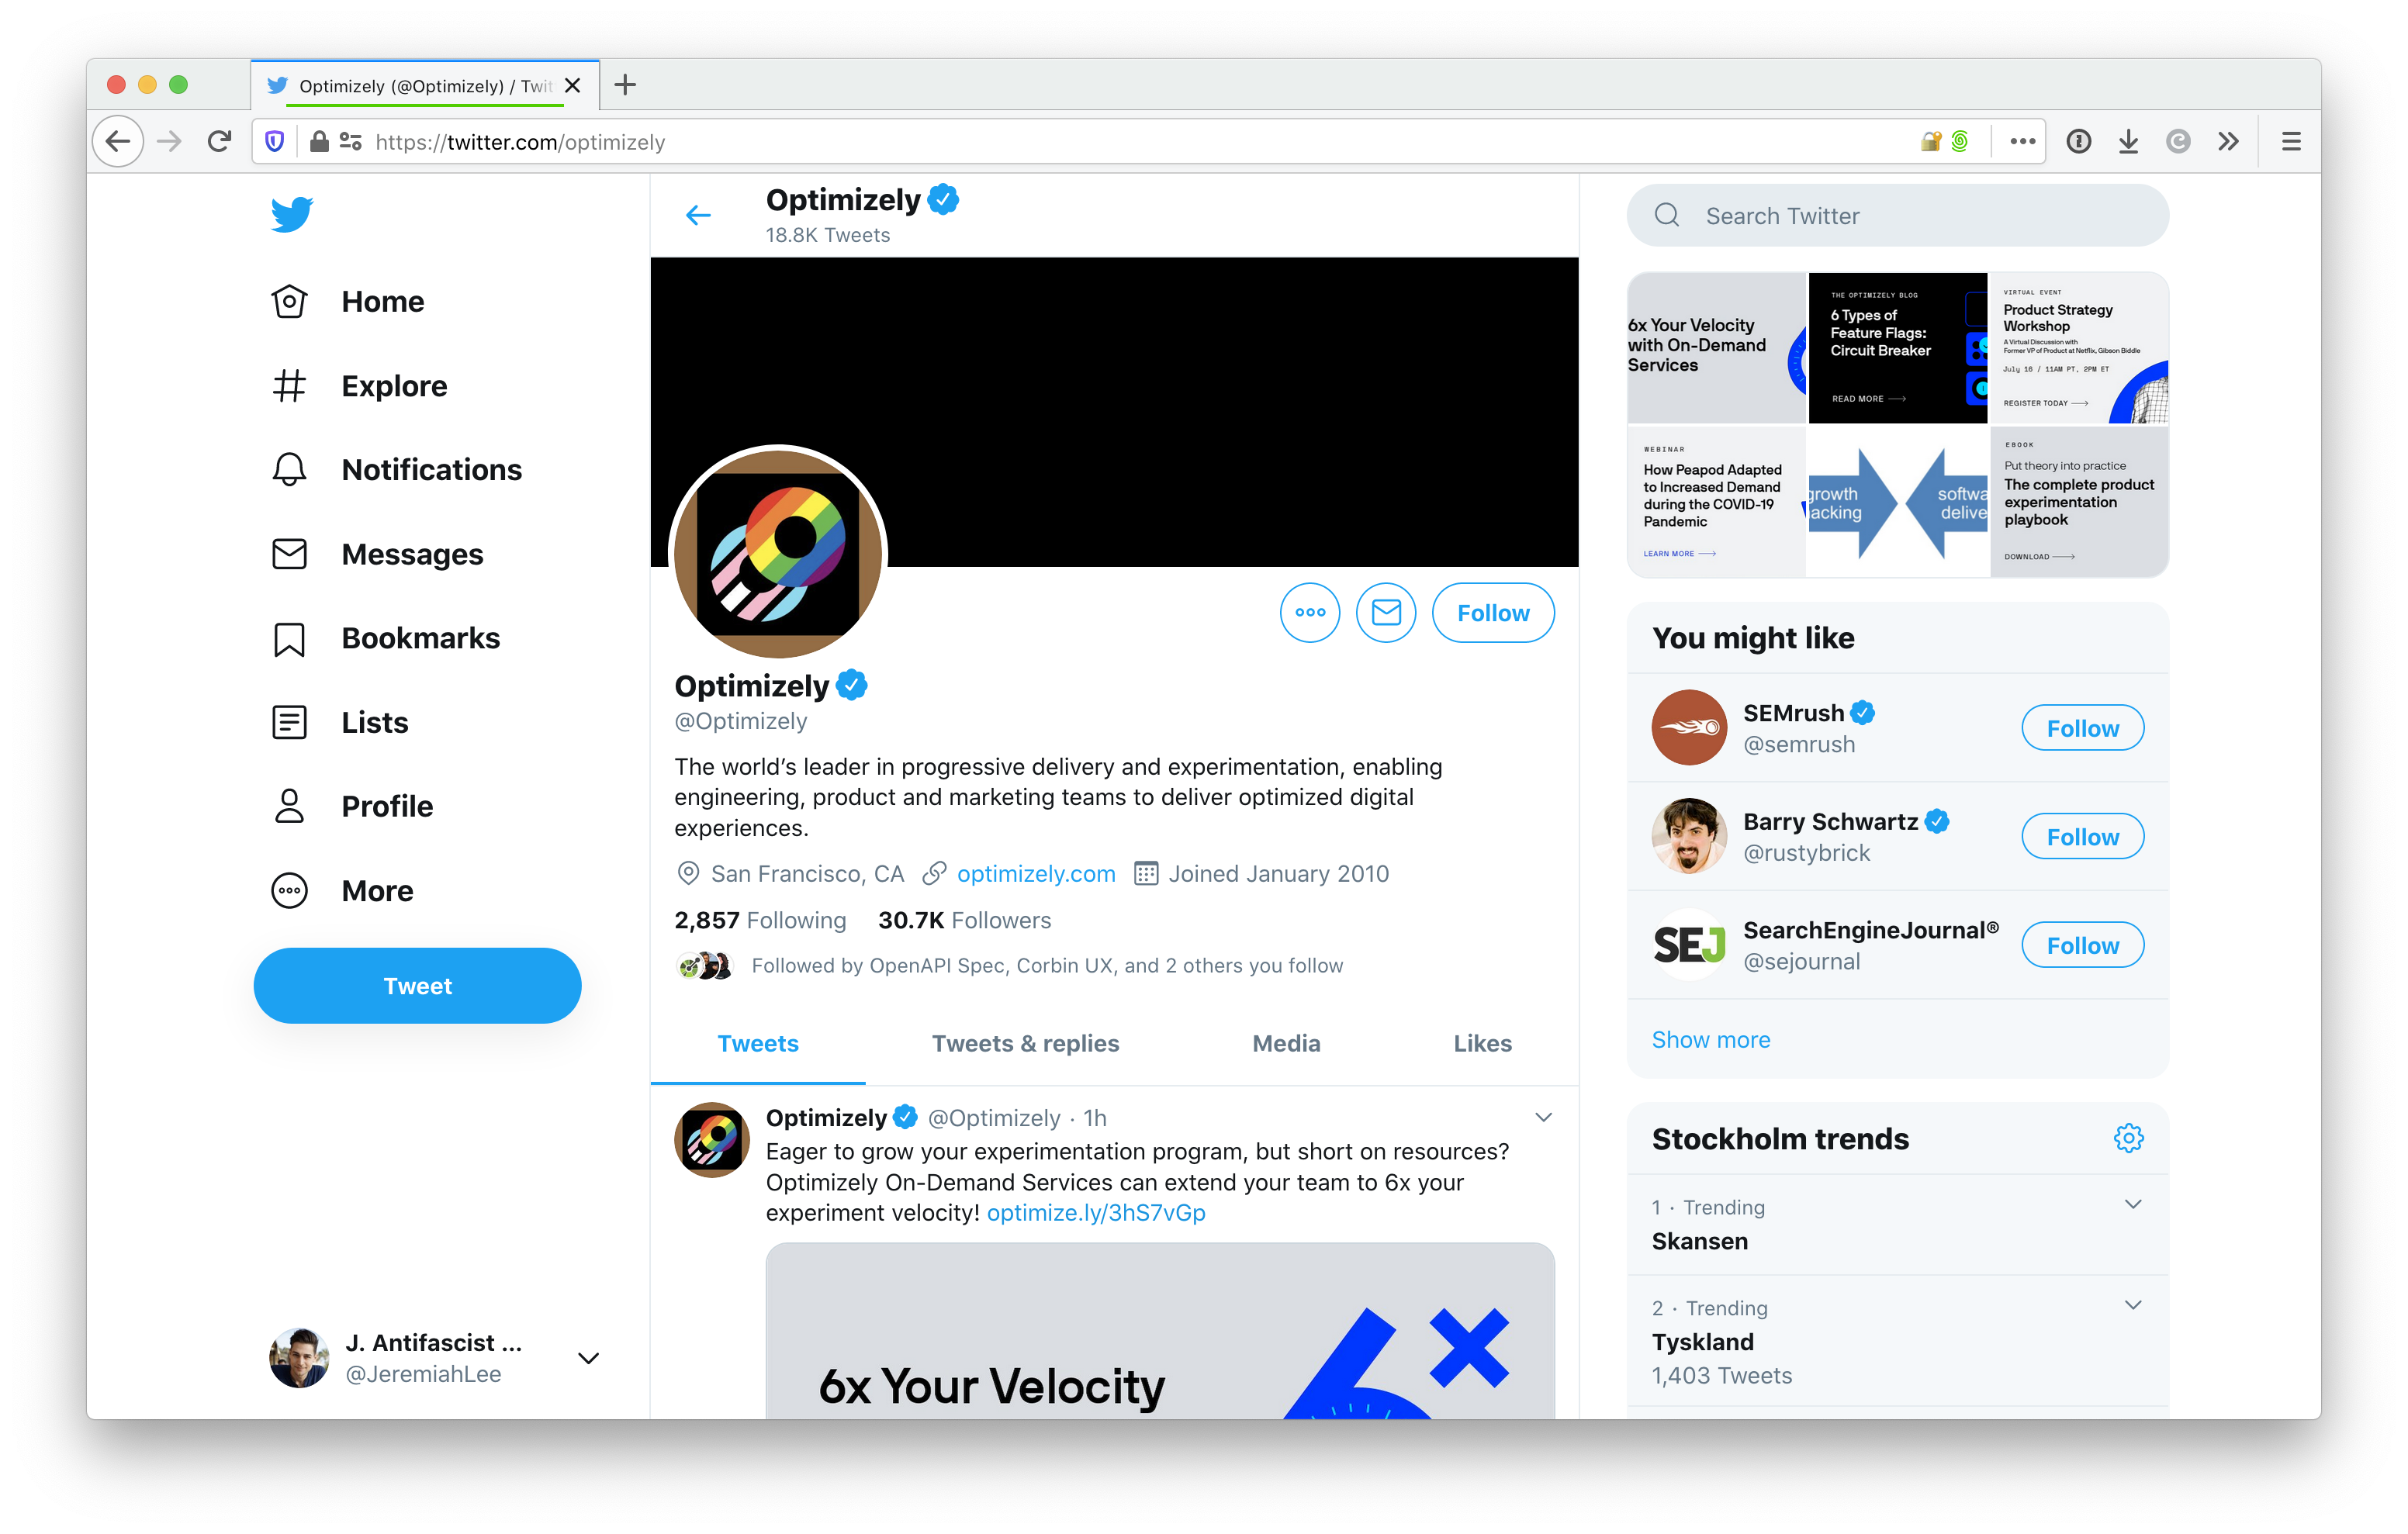 Optimizely (@Optimizely) / Twit
https://twitter.com/optimizely
Home
Explore
Notifications
Messages
Bookmarks
Lists
Profile
More
Tweet
J. Antifascist ...
@JeremiahLee
Optimizely
18.8K Tweets
Follow
Optimizely
@Optimizely
The world’s leader in progressive delivery and experimentation, enabling
engineering, product and marketing teams to deliver optimized digital
experiences.
San Francisco, CA optimizely.com Joined January 2010
2,857 Following 30.7K Followers
Followed by OpenAPI Spec, Corbin UX, and 2 others you follow
Tweets Tweets & replies Media Likes
Optimizely @Optimizely · 1h
Eager to grow your experimentation program, but short on resources?
Optimizely On-Demand Services can extend your team to 6x your
experiment velocity! optimize.ly/3hS7vGp
6x Your Velocity
6x
Search Twitter
6x Your Velocity
with On-Demand
Services
THE OPTIMIZELY BLOG
6 Types of
Feature Flags:
Circuit Breaker
READ MORE
VIRTUAL EVENT
Product Strategy
Workshop
A Virtual Discussion with
Former VP of Product at Netflix, Gibson Biddle
July 16 / 11AM PT, 2PM ET
REGISTER TODAY
WEBINAR
How Peapod Adapted
to Increased Demand
during the COVID-19
Pandemic
LEARN MORE
growth
hacking
softwa
delive
EBOOK
Put theory into practice
The complete product
experimentation
playbook
DOWNLOAD
You might like
SEMrush
@semrush
Follow
Barry Schwartz
@rustybrick
Follow
SEJ
SearchEngineJournal®
@sejournal
Follow
Show more
Stockholm trends
1 · Trending
Skansen
2 · Trending
Tyskland
1,403 Tweets